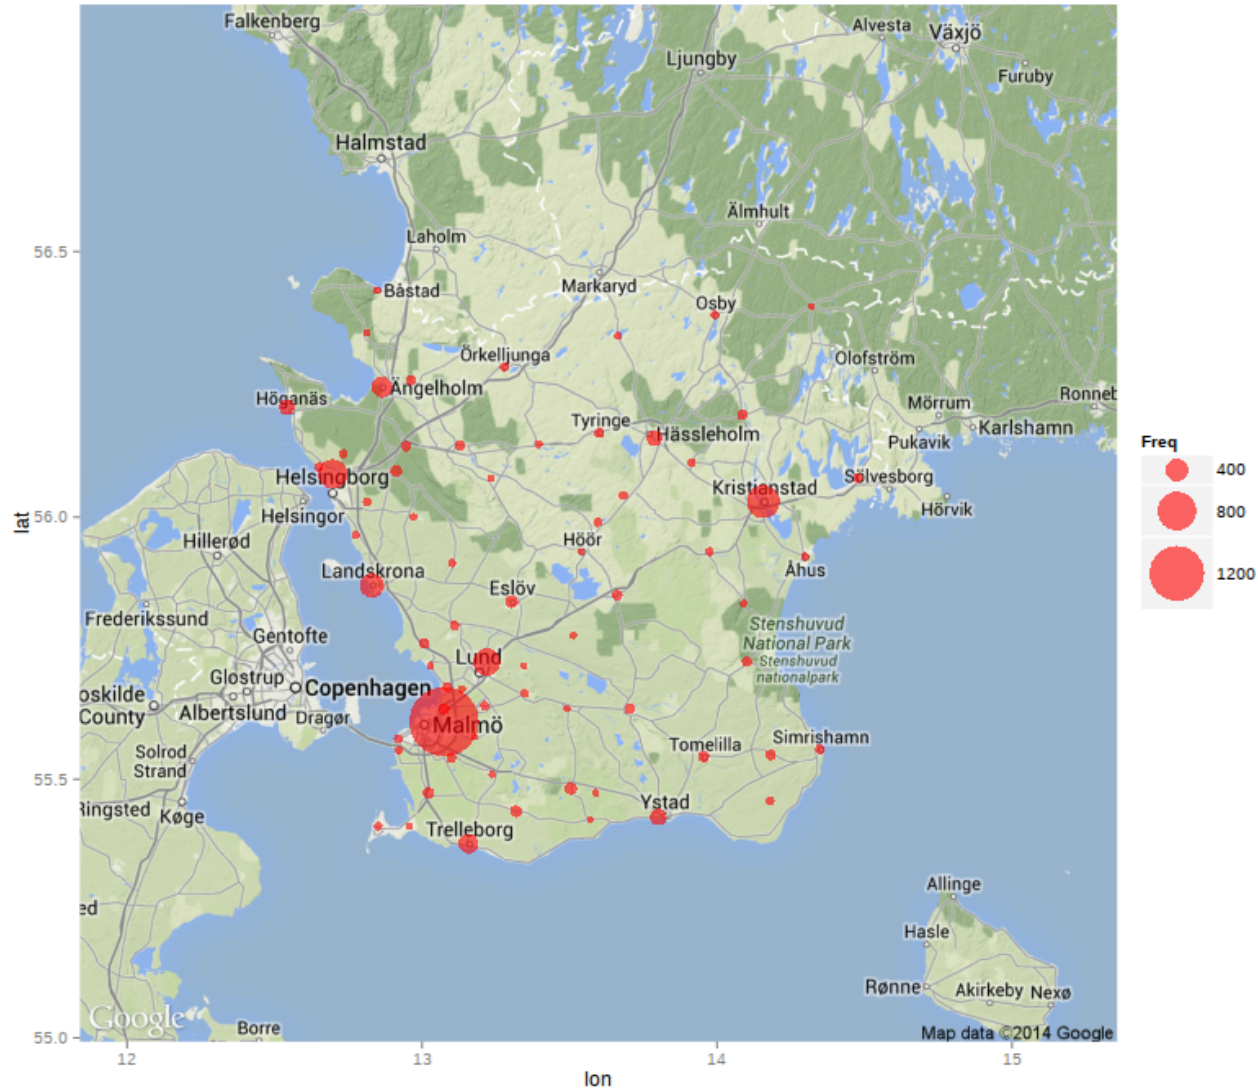 Falkenberg
Alvesta
Växjö
Ljungby
Furuby
Halmstad
Älmhult
Laholm
56.5
Markaryd
Båstad
Osby
Örkelljunga
Olofström
Ängelholm
Höganäs
Ronneb
Mörrum
Tyringe
Hässleholm
Karlshamn
Pukavik
Freq
400
800
1200
Helsingborg
Sölvesborg
Kristianstad
Hörvik
Helsingor
56.0
lat
Hillerød
Höör
Landskrona
Åhus
Eslöv
Frederikssund
Gentofte
Stenshuvud
National Park
Stenshuvud
nationalpark
Lund
Glostrup
Copenhagen
oskilde
County
Albertslund
Dragør
Malmö
Simrishamn
Tomelilla
Solrod
Strand
55.5
Ystad
Ringsted
Køge
Trelleborg
Allinge
ed
Hasle
Rønne
Akirkeby
Nexø
Google
Borre
Map data ©2014 Google
55.0
12
13
14
15
lon